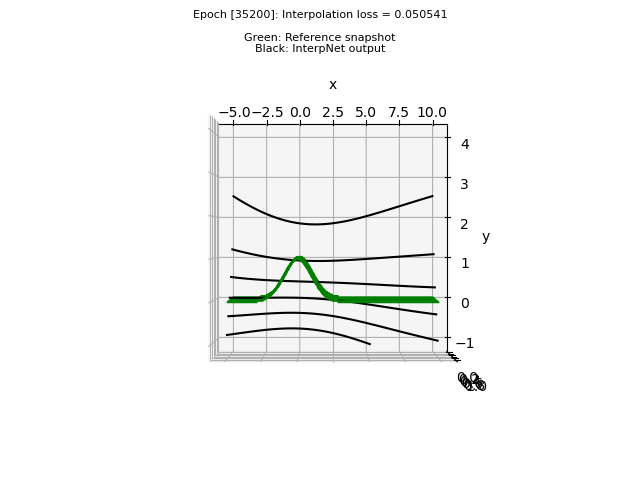 Epoch [35200]: Interpolation loss = 0.050541
Green: Reference snapshot
Black: InterpNet output
x
−5.0 −2.5 0.0 2.5 5.0 7.5 10.0
4
3
2
y
1
0
−1